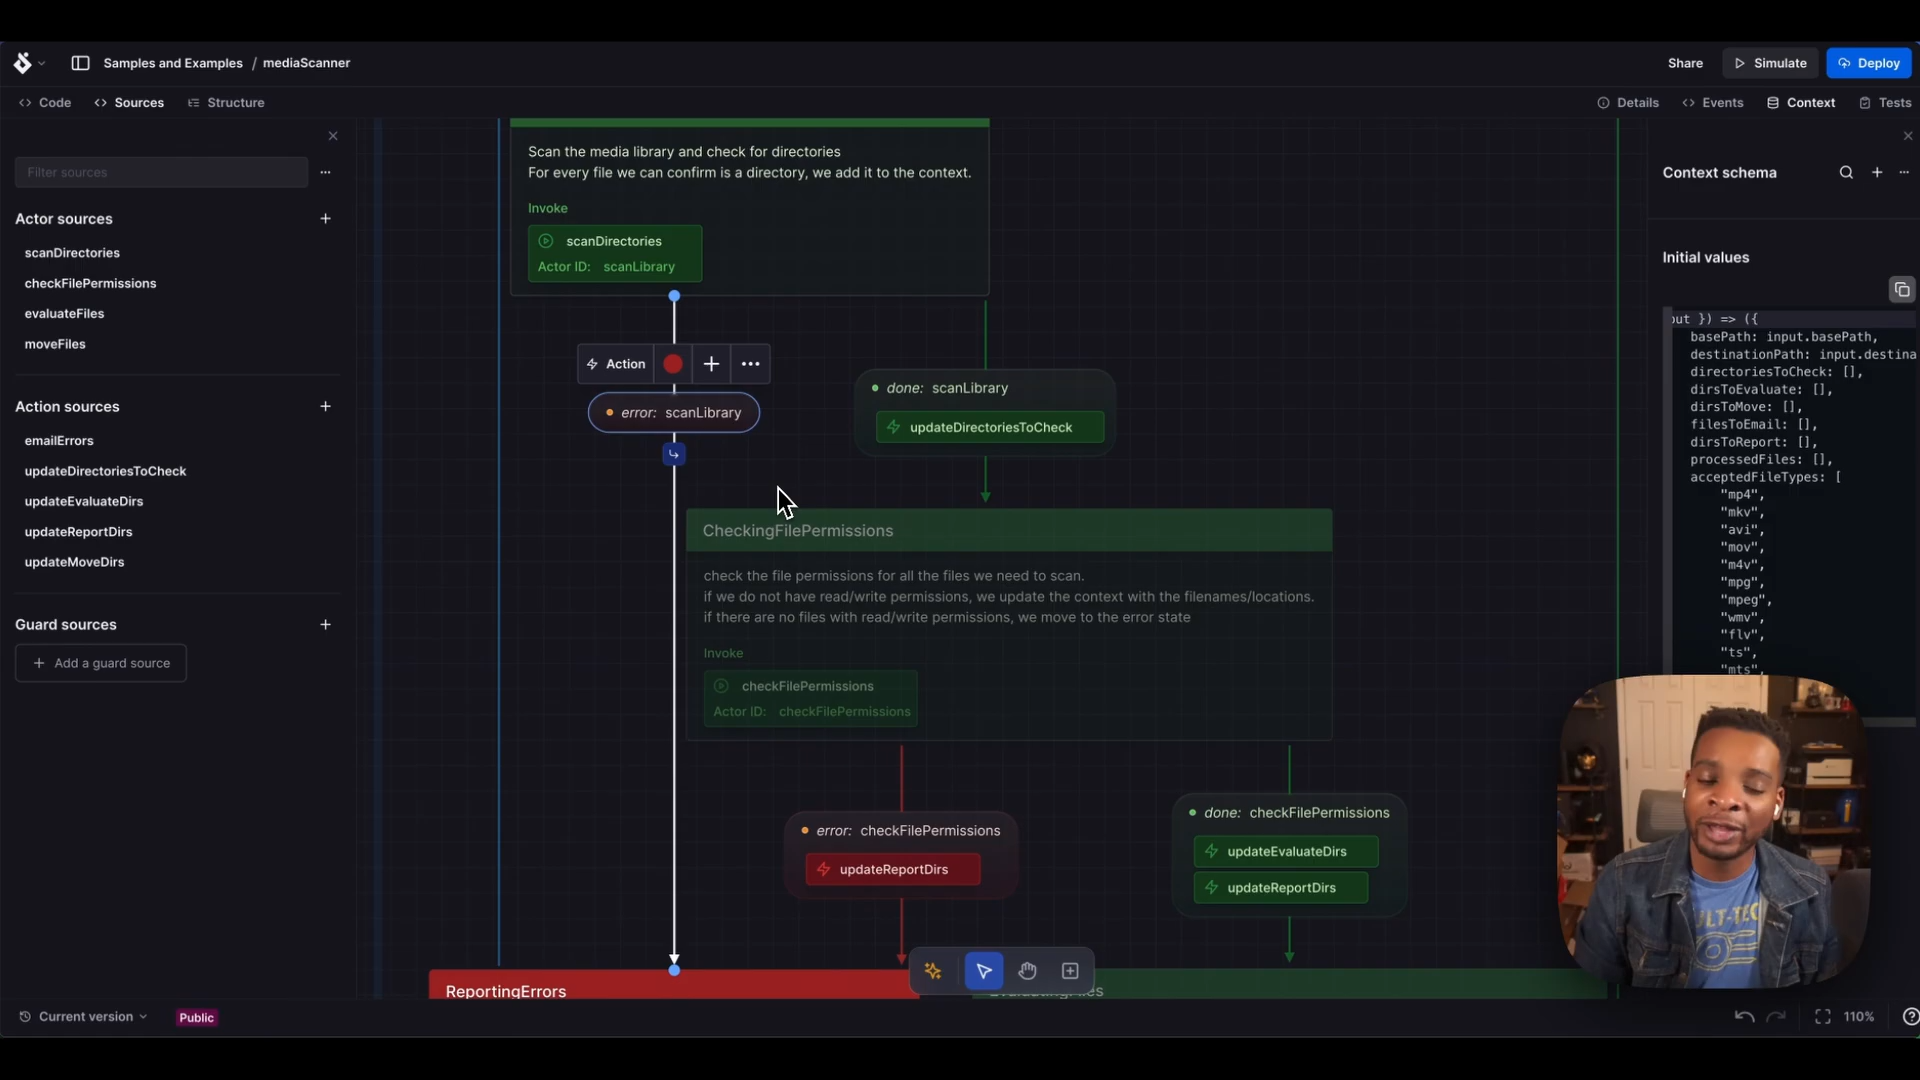 Samples and Examples / mediaScanner
Share
Simulate
Deploy
Code
Sources
Structure
Details
Events
Context
Tests
Filter sources
Actor sources
scanDirectories
checkFilePermissions
evaluateFiles
moveFiles
Action sources
emailErrors
updateDirectoriesToCheck
updateEvaluateDirs
updateReportDirs
updateMoveDirs
Guard sources
Add a guard source
Scan the media library and check for directories
For every file we can confirm is a directory, we add it to the context.
Invoke
scanDirectories
Actor ID: scanLibrary
Action
error: scanLibrary
done: scanLibrary
updateDirectoriesToCheck
CheckingFilePermissions
check the file permissions for all the files we need to scan.
if we do not have read/write permissions, we update the context with the filenames/locations.
if there are no files with read/write permissions, we move to the error state
Invoke
checkFilePermissions
Actor ID: checkFilePermissions
error: checkFilePermissions
updateReportDirs
done: checkFilePermissions
updateEvaluateDirs
updateReportDirs
ReportingErrors
Context schema
Initial values
out }) => ({
basePath: input.basePath,
destinationPath: input.destina
directoriesToCheck: [],
dirsToEvaluate: [],
dirsToMove: [],
filesToEmail: [],
dirsToReport: [],
processedFiles: [],
acceptedFileTypes: [
"mp4",
"mkv",
"avi",
"mov",
"m4v",
"mpg",
"mpeg",
"wmv",
"flv",
"ts",
"mts",
Current version
Public
110%